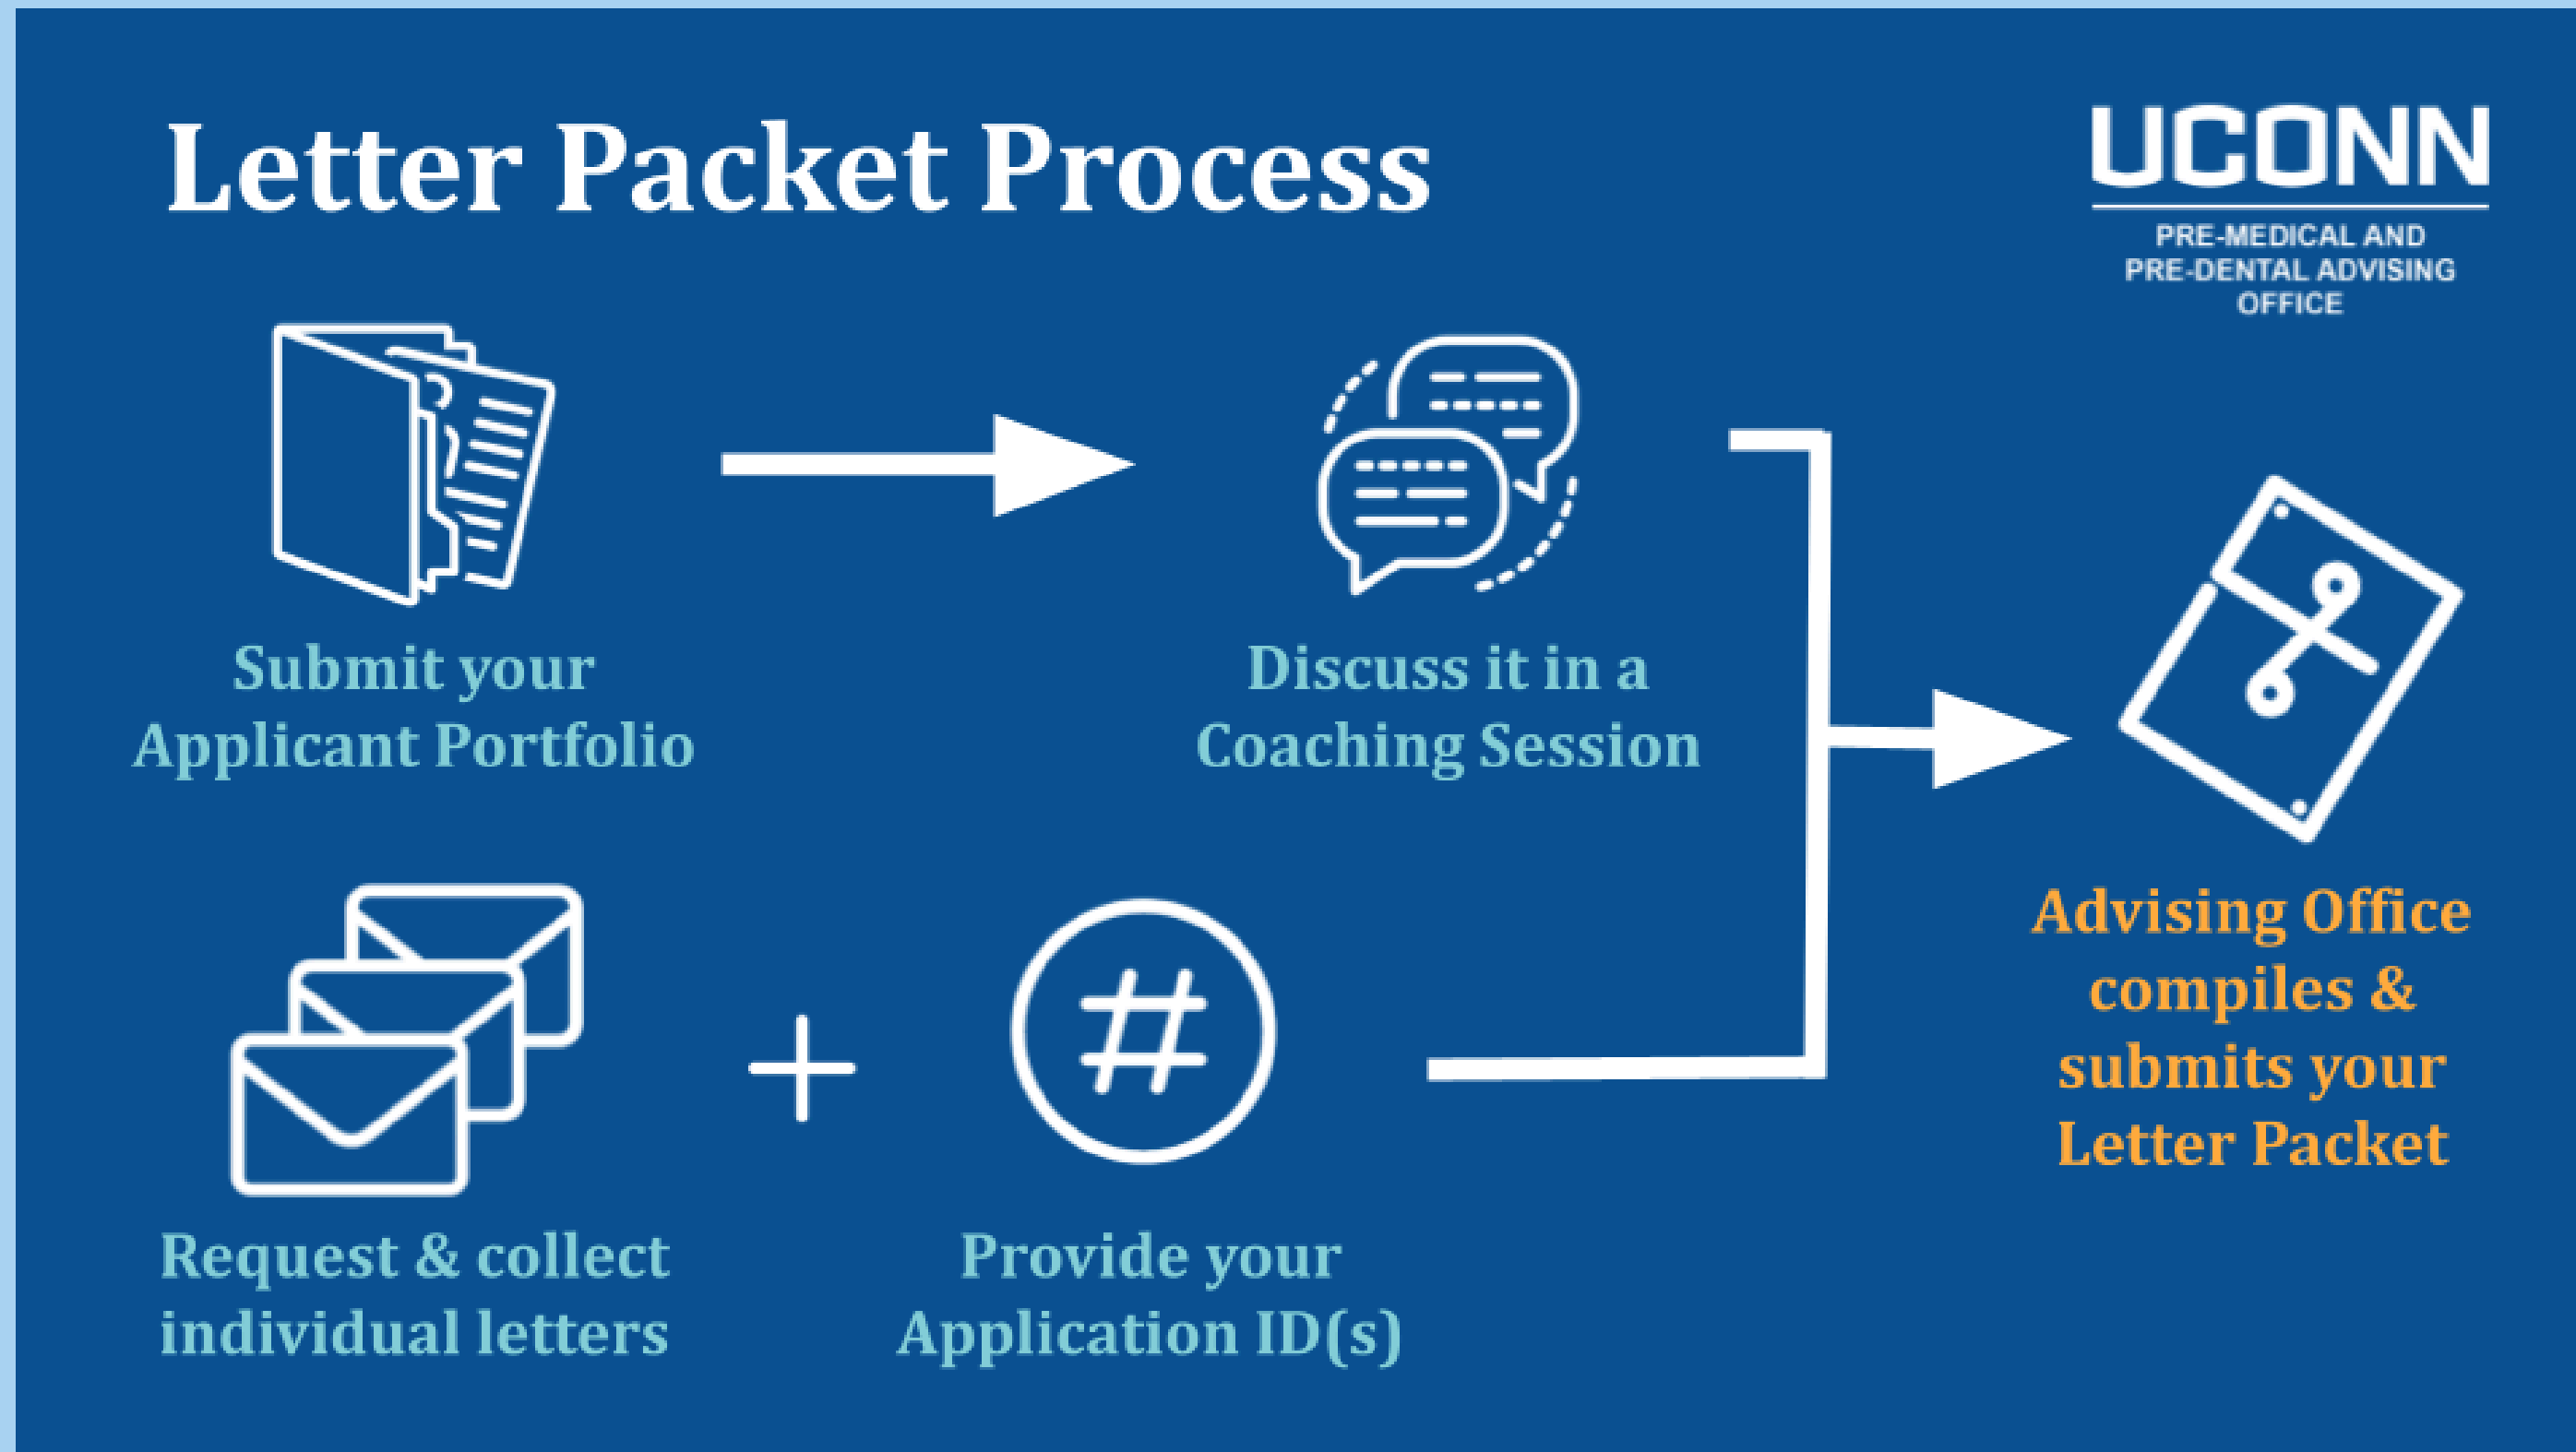 Letter Packet Process
UCONN
PRE-MEDICAL AND
PRE-DENTAL ADVISING
OFFICE
Submit your
Applicant Portfolio
Discuss it in a
Coaching Session
Request & collect
individual letters
+
#
Provide your
Application ID(s)
Advising Office
compiles &
submits your
Letter Packet